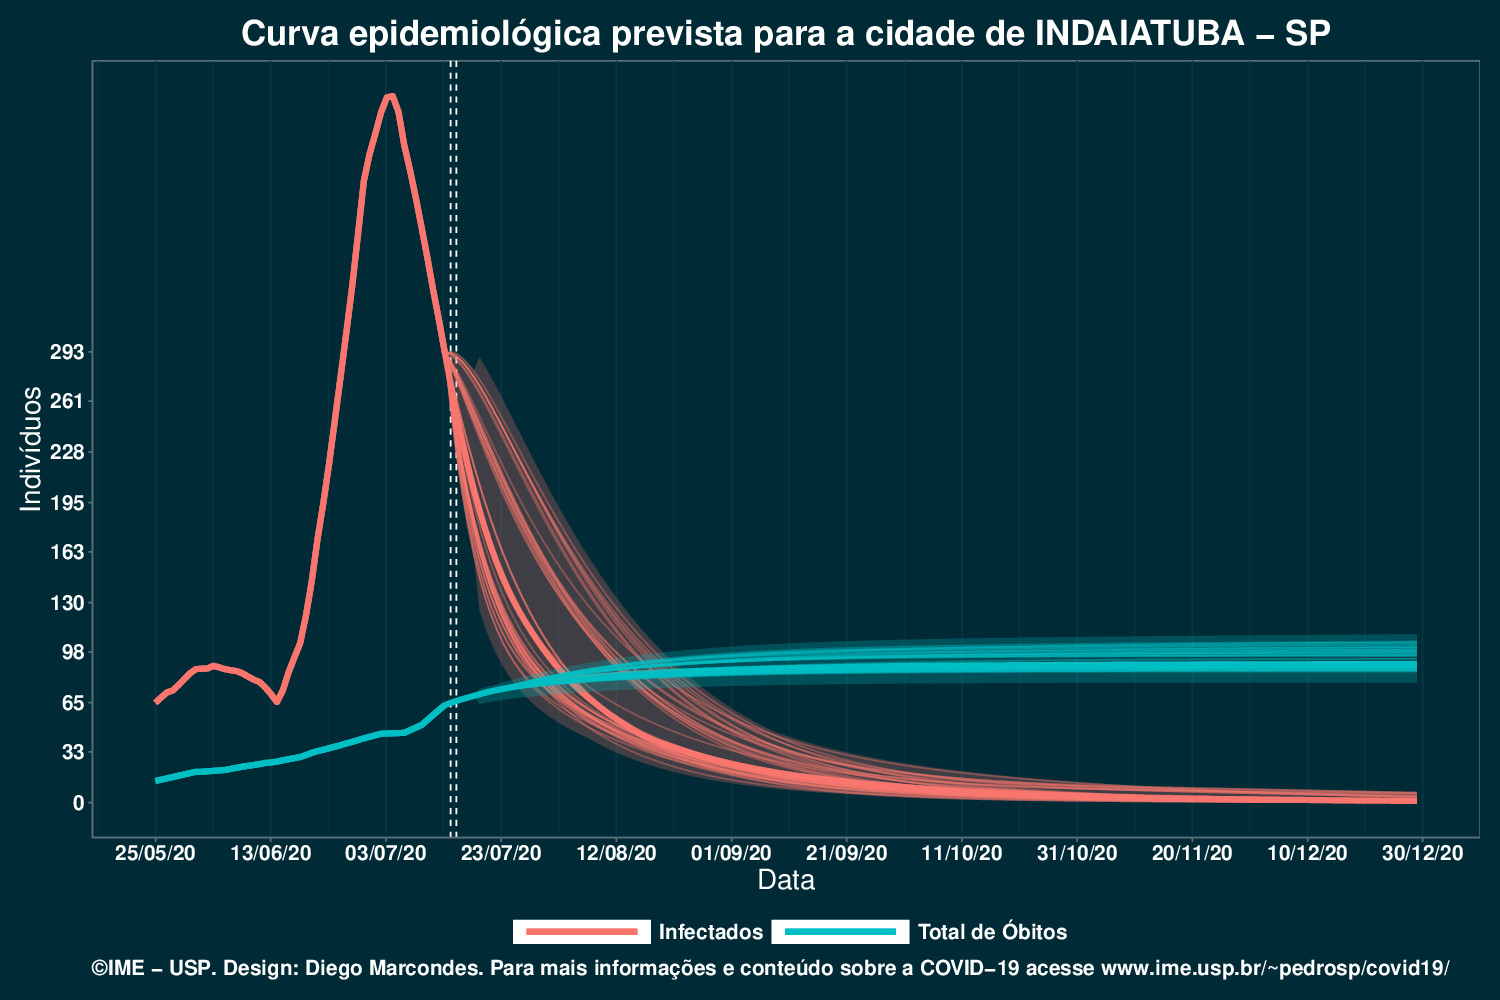 Curva epidemiológica prevista para a cidade de INDAIATUBA – SP
Indivíduos
293
261
228
195
163
130
98
65
33
0
25/05/20 13/06/20 03/07/20 23/07/20 12/08/20 01/09/20 21/09/20 11/10/20 31/10/20 20/11/20 10/12/20 30/12/20
Data
Infectados Total de Óbitos
©IME – USP. Design: Diego Marcondes. Para mais informações e conteúdo sobre a COVID–19 acesse www.ime.usp.br/~pedrosp/covid19/